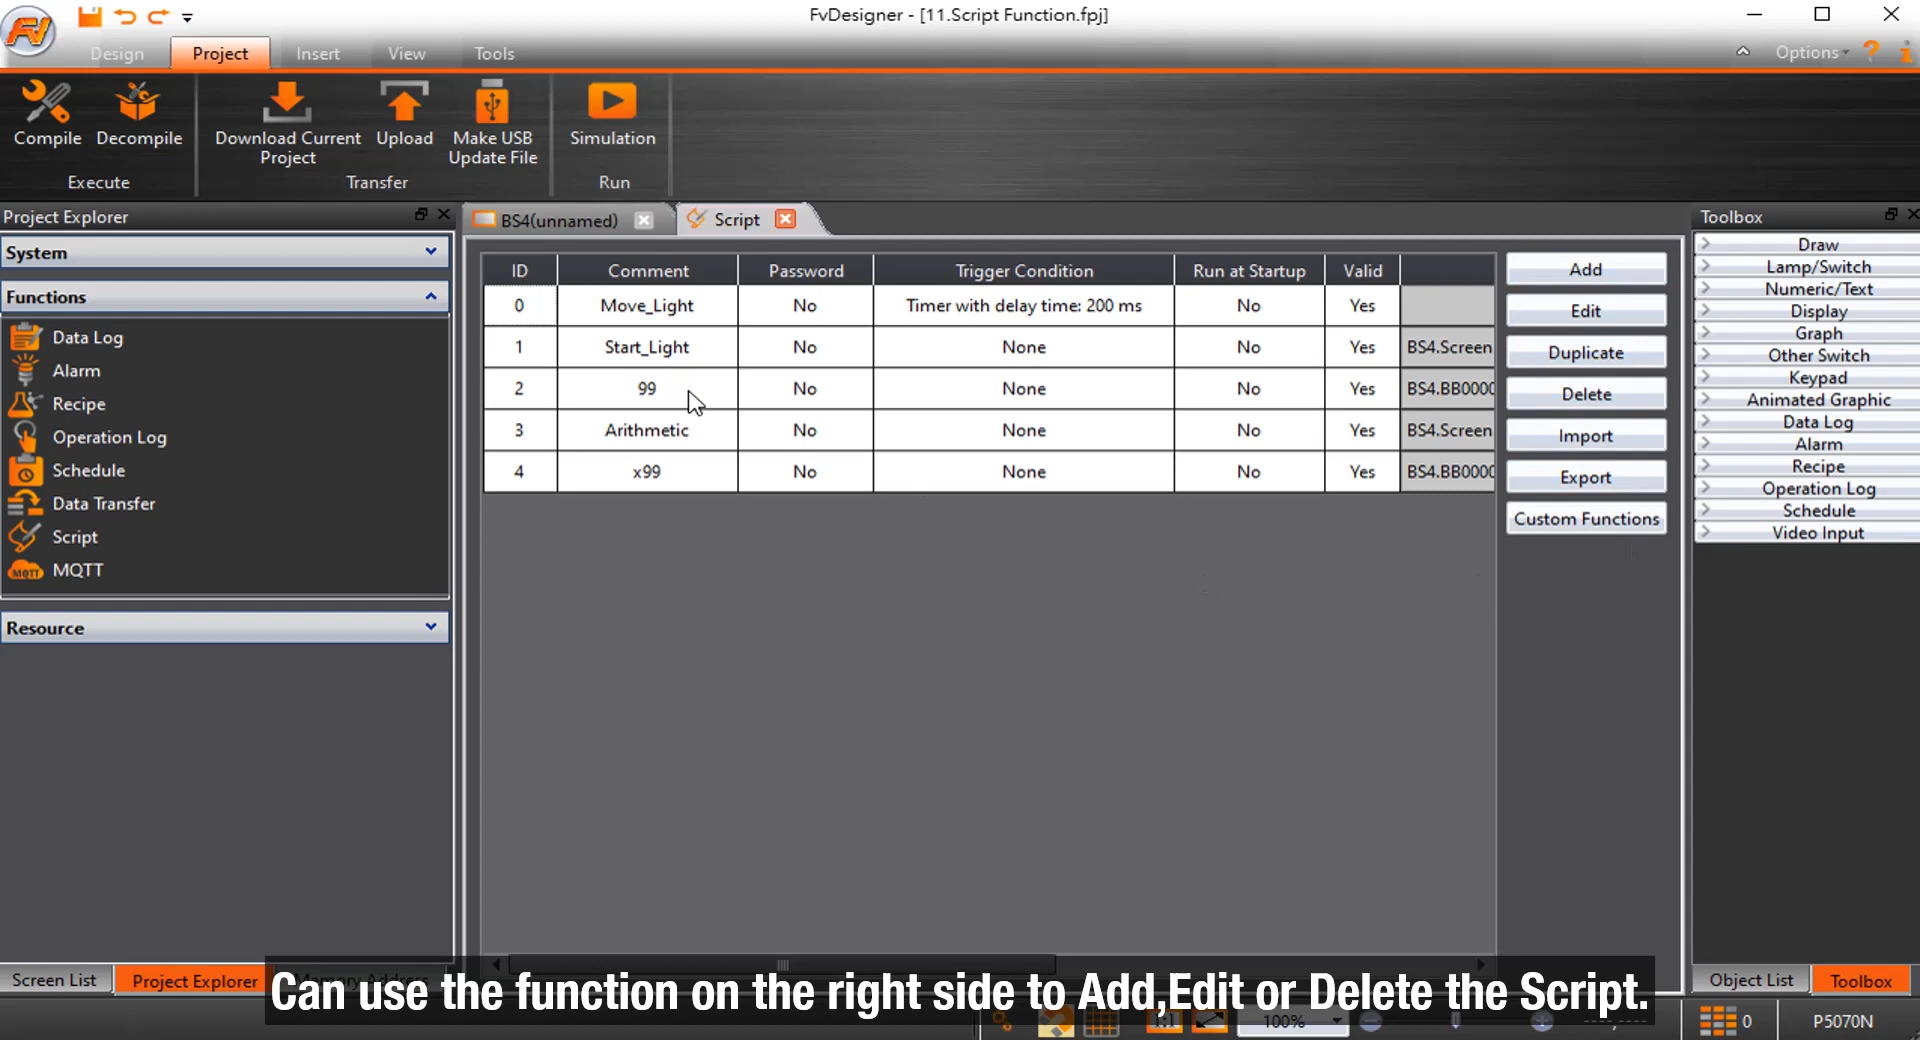 FvDesigner - [11.Script Function.fpj]
Design Project Insert View Tools Options
Compile Decompile Download Current Project Upload Make USB Update File Simulation
Execute Transfer Run
Project Explorer
System
Functions
Data Log
Alarm
Recipe
Operation Log
Schedule
Data Transfer
Script
MQTT
Resource
Screen List Project Explorer
BS4(unnamed) Script
ID Comment Password Trigger Condition Run at Startup Valid
0 Move_Light No Timer with delay time: 200 ms No Yes
1 Start_Light No None No Yes BS4.Screen
2 99 No None No Yes BS4.BB0000
3 Arithmetic No None No Yes BS4.Screen
4 x99 No None No Yes BS4.BB0000
Add
Edit
Duplicate
Delete
Import
Export
Custom Functions
Toolbox
Draw
Lamp/Switch
Numeric/Text
Display
Graph
Other Switch
Keypad
Animated Graphic
Data Log
Alarm
Recipe
Operation Log
Schedule
Video Input
Object List Toolbox
Can use the function on the right side to Add,Edit or Delete the Script.
1:1 100% 0 P5070N